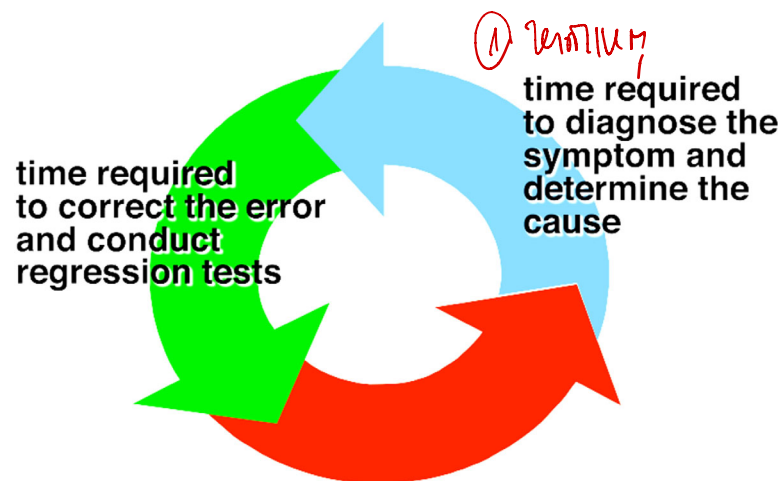 ①
time required
to diagnose the
symptom and
determine the
cause
time required
to correct the error
and conduct
regression tests